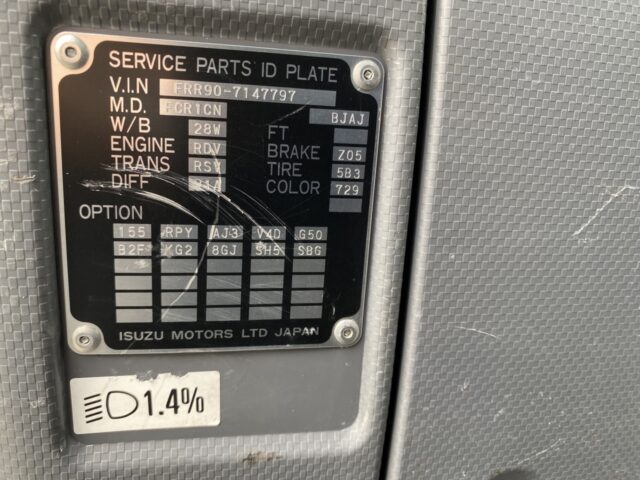 SERVICE PARTS ID PLATE
V.I.N FRR90-7147797
M.D. FCR1CN BJAJ
W/B 28W FT
ENGINE RDV BRAKE Z05
TRANS RSY TIRE 5B3
DIFF COLOR 729
OPTION
155 RPY AJ3 V4D G50
B2F KG2 8GJ SH5 SBG
ISUZU MOTORS LTD JAPAN
1.4%